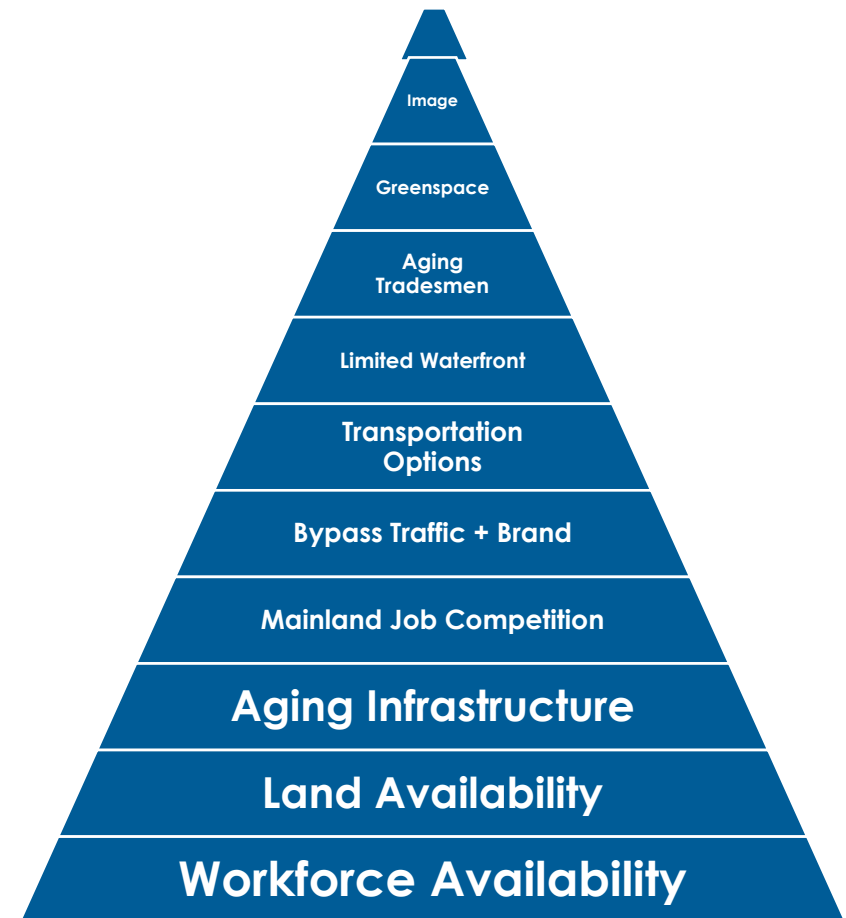 Image
Greenspace
Aging
Tradesmen
Limited Waterfront
Transportation
Options
Bypass Traffic + Brand
Mainland Job Competition
Aging Infrastructure
Land Availability
Workforce Availability